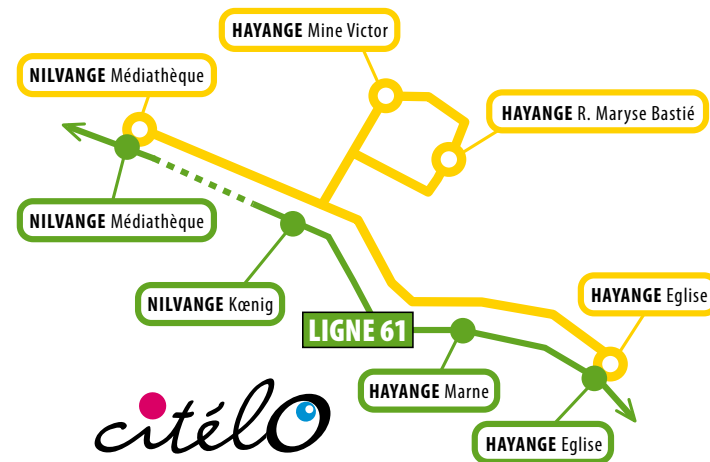 HAYANGE Mine Victor
NILVANGE Médiathèque
HAYANGE R. Maryse Bastié
NILVANGE Médiathèque
NILVANGE Kœnig
HAYANGE Eglise
LIGNE 61
HAYANGE Marne
HAYANGE Eglise
citélo